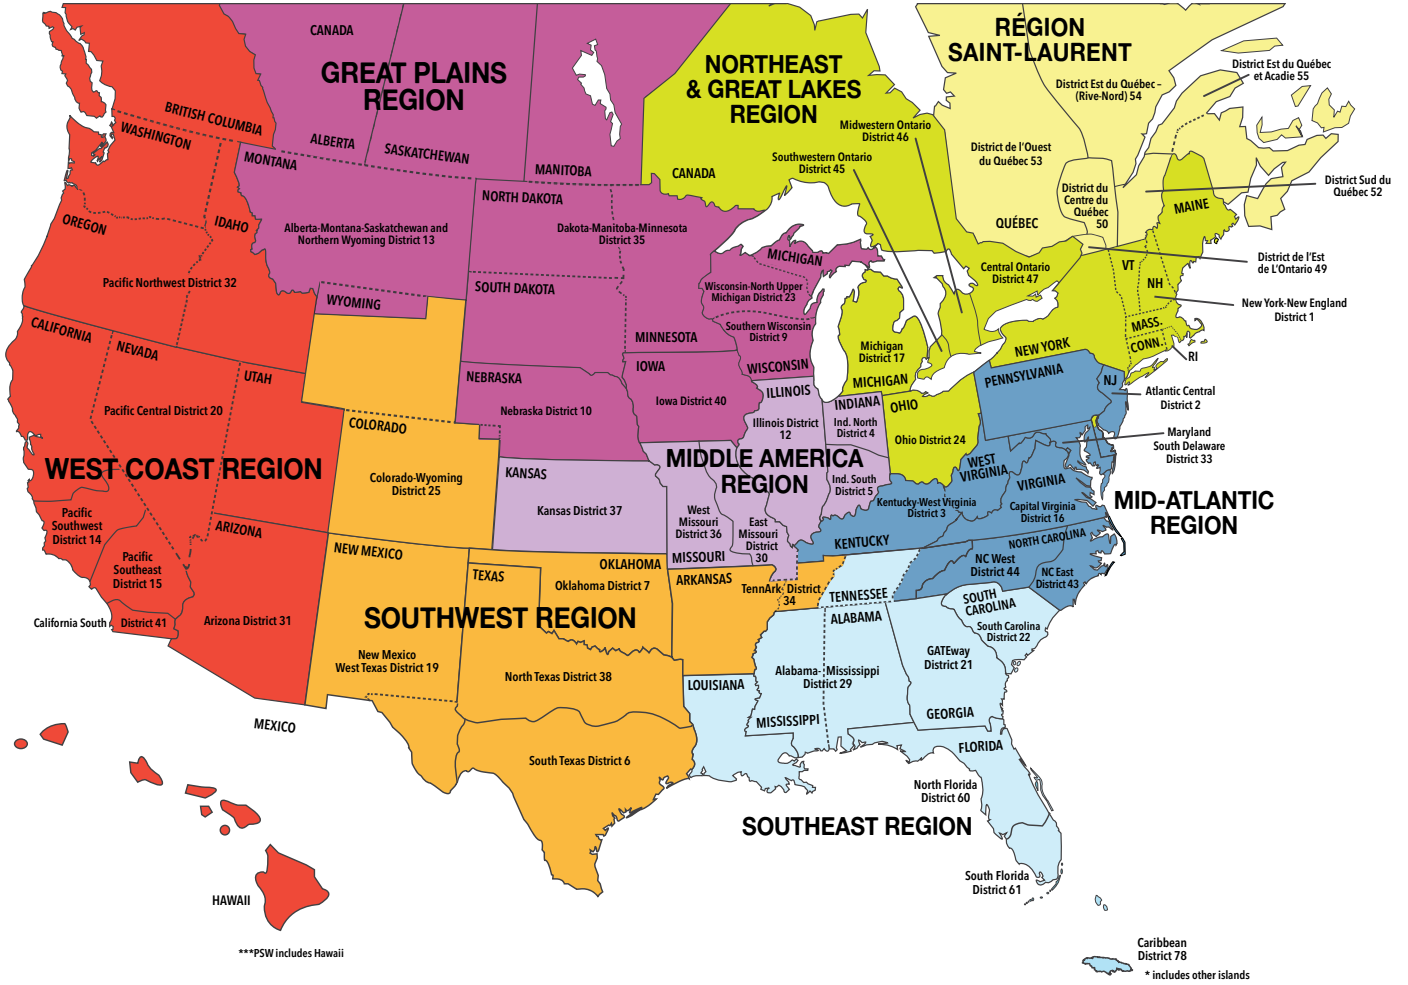 CANADA
GREAT PLAINS
REGION
BRITISH COLUMBIA
ALBERTA
SASKATCHEWAN
MANITOBA
NORTHEAST
& GREAT LAKES
REGION
Midwestern Ontario
District 46
Southwestern Ontario
District 45
CANADA
RÉGION
SAINT-LAURENT
District Est du Québec
et Acadie 55
District Est du Québec –
(Rive-Nord) 54
District de l'Ouest
du Québec 53
District du
Centre du
Québec
50
District Sud du
Québec 52
QUÉBEC
MAINE
District de l'Est
de L'Ontario 49
WASHINGTON
MONTANA
OREGON
IDAHO
NORTH DAKOTA
Alberta-Montana-Saskatchewan and
Northern Wyoming District 13
Dakota-Manitoba-Minnesota
District 35
Pacific Northwest District 32
WYOMING
SOUTH DAKOTA
MINNESOTA
MICHIGAN
Wisconsin-North Upper
Michigan District 23
Southern Wisconsin
District 9
WISCONSIN
Central Ontario
District 47
VT
NH
New York-New England
District 1
MASS.
CONN.
RI
NEW YORK
Michigan
District 17
MICHIGAN
CALIFORNIA
NEVADA
UTAH
Pacific Central District 20
NEBRASKA
Nebraska District 10
IOWA
Iowa District 40
ILLINOIS
Illinois District
12
INDIANA
Ind. North
District 4
OHIO
Ohio District 24
PENNSYLVANIA
NJ
Atlantic Central
District 2
Maryland
South Delaware
District 33
WEST COAST REGION
COLORADO
Colorado-Wyoming
District 25
KANSAS
Kansas District 37
MIDDLE AMERICA
REGION
Ind. South
District 5
WEST
VIRGINIA
VIRGINIA
MID-ATLANTIC
REGION
Kentucky-West Virginia
District 3
Capital Virginia
District 16
KENTUCKY
West
Missouri
District 36
East
Missouri
District
30
MISSOURI
NORTH CAROLINA
NC West
District 44
NC East
District 43
Pacific
Southwest
District 14
Pacific
Southeast
District 15
California South
District 41
ARIZONA
Arizona District 31
NEW MEXICO
New Mexico
West Texas District 19
TEXAS
OKLAHOMA
Oklahoma District 7
ARKANSAS
TennArk District
34
TENNESSEE
SOUTHWEST REGION
North Texas District 38
South Texas District 6
LOUISIANA
ALABAMA
Alabama- Mississippi
District 29
MISSISSIPPI
SOUTH
CAROLINA
South Carolina
District 22
GATEway
District 21
GEORGIA
FLORIDA
MEXICO
North Florida
District 60
SOUTHEAST REGION
South Florida
District 61
HAWAII
***PSW includes Hawaii
Caribbean
District 78
* includes other islands